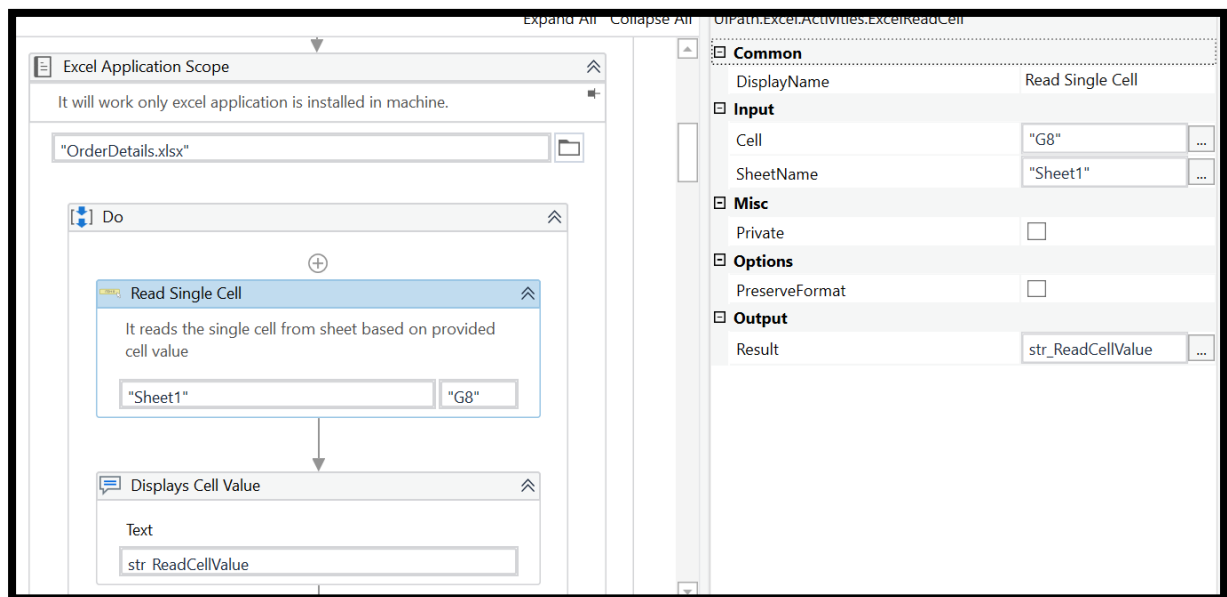 Expand All Collapse All
UiPath.Excel.Activities.ExcelReadCell
Excel Application Scope
It will work only excel application is installed in machine.
"OrderDetails.xlsx"
Do
Read Single Cell
It reads the single cell from sheet based on provided
cell value
"Sheet1" "G8"
Displays Cell Value
Text
str_ReadCellValue
Common
DisplayName Read Single Cell
Input
Cell "G8" ...
SheetName "Sheet1" ...
Misc
Private
Options
PreserveFormat
Output
Result str_ReadCellValue ...